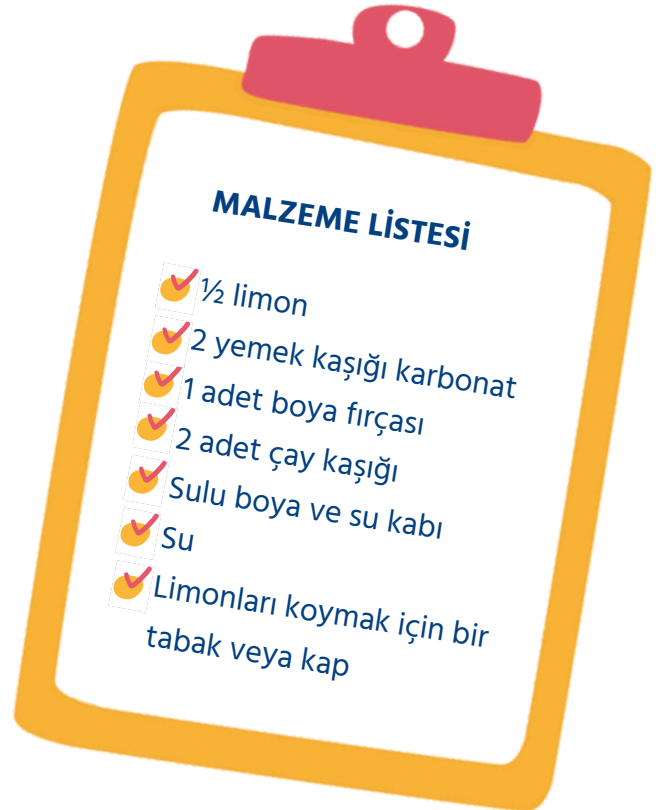 MALZEME LİSTESİ
½ limon
2 yemek kaşığı karbonat
1 adet boya fırçası
2 adet çay kaşığı
Sulu boya ve su kabı
Su
Limonları koymak için bir
tabak veya kap